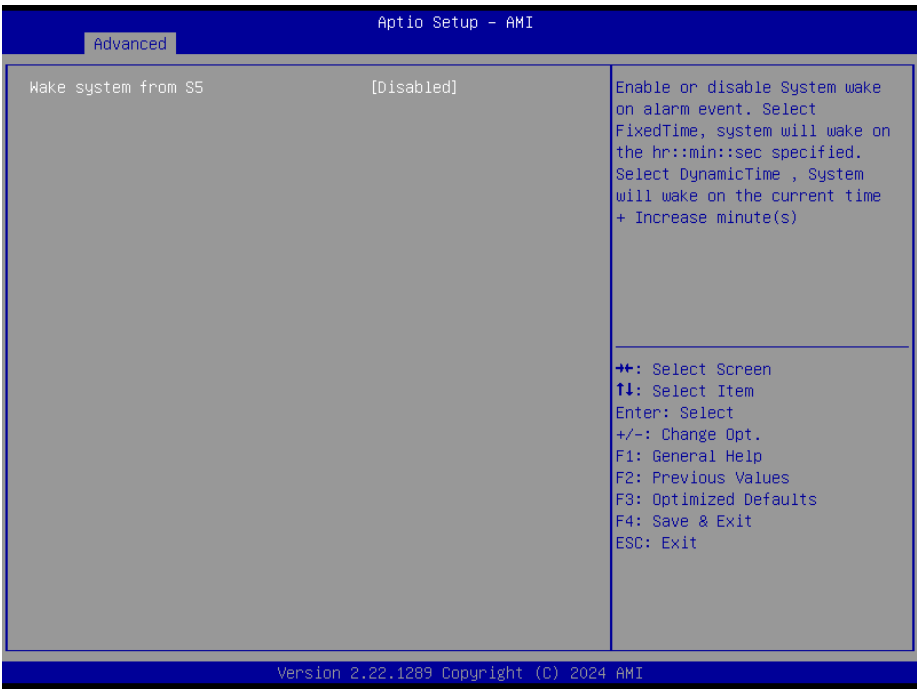 Aptio Setup - AMI
Advanced
Wake system from S5 [Disabled]
Enable or disable System wake
on alarm event. Select
FixedTime, system will wake on
the hr::min::sec specified.
Select DynamicTime , System
will wake on the current time
+ Increase minute(s)
→←: Select Screen
↑↓: Select Item
Enter: Select
+/-: Change Opt.
F1: General Help
F2: Previous Values
F3: Optimized Defaults
F4: Save & Exit
ESC: Exit
Version 2.22.1289 Copyright (C) 2024 AMI